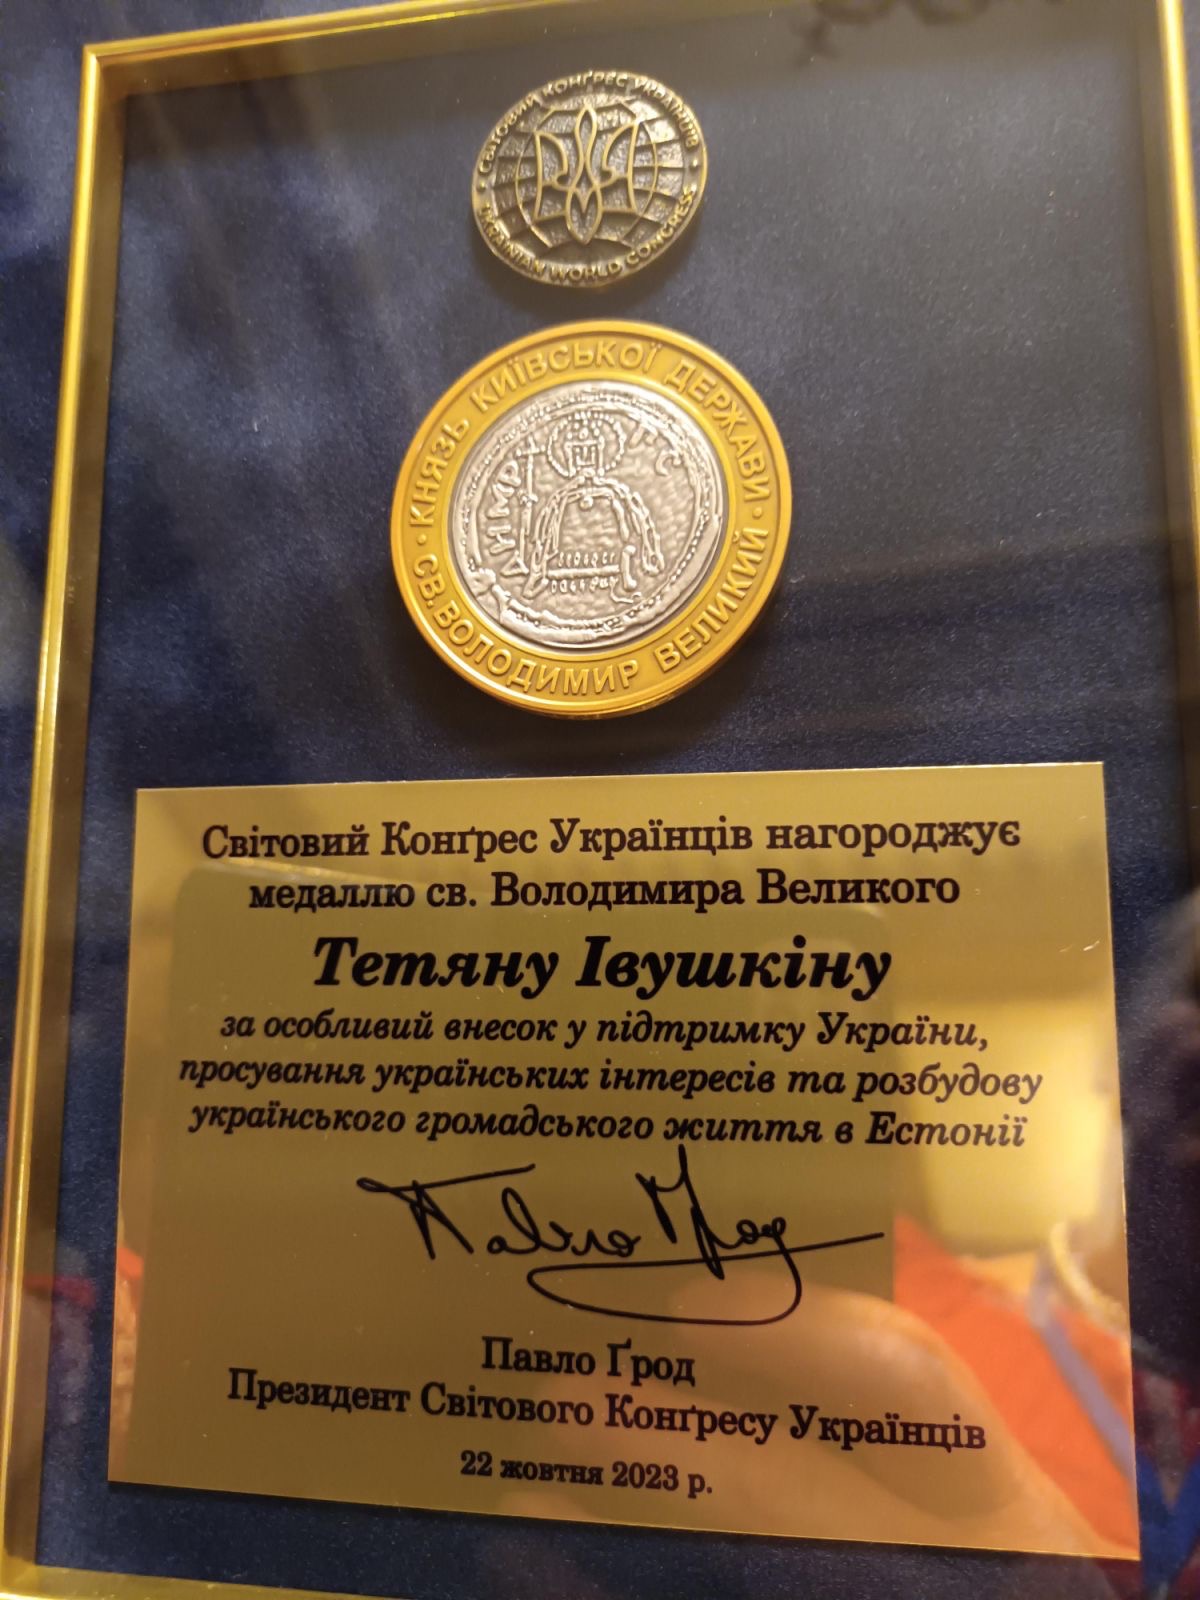 СВІТОВИЙ КОНҐРЕС УКРАЇНЦІВ
UKRAINIAN WORLD CONGRESS
КНЯЗЬ КИЇВСЬКОЇ ДЕРЖАВИ
СВ. ВОЛОДИМИР ВЕЛИКИЙ
Світовий Конґрес Українців нагороджує
медаллю св. Володимира Великого
Тетяну Івушкіну
за особливий внесок у підтримку України,
просування українських інтересів та розбудову
українського громадського життя в Естонії
Павло Ґрод
Павло Ґрод
Президент Світового Конґресу Українців
22 жовтня 2023 р.